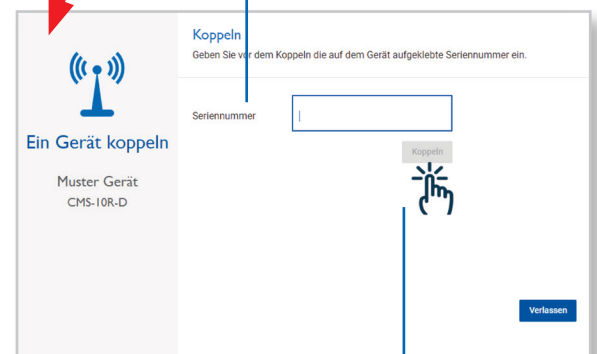 Koppeln
Geben Sie vor dem Koppeln die auf dem Gerät aufgeklebte Seriennummer ein.
Seriennummer
Koppeln
Ein Gerät koppeln
Muster Gerät
CMS-10R-D
Verlassen